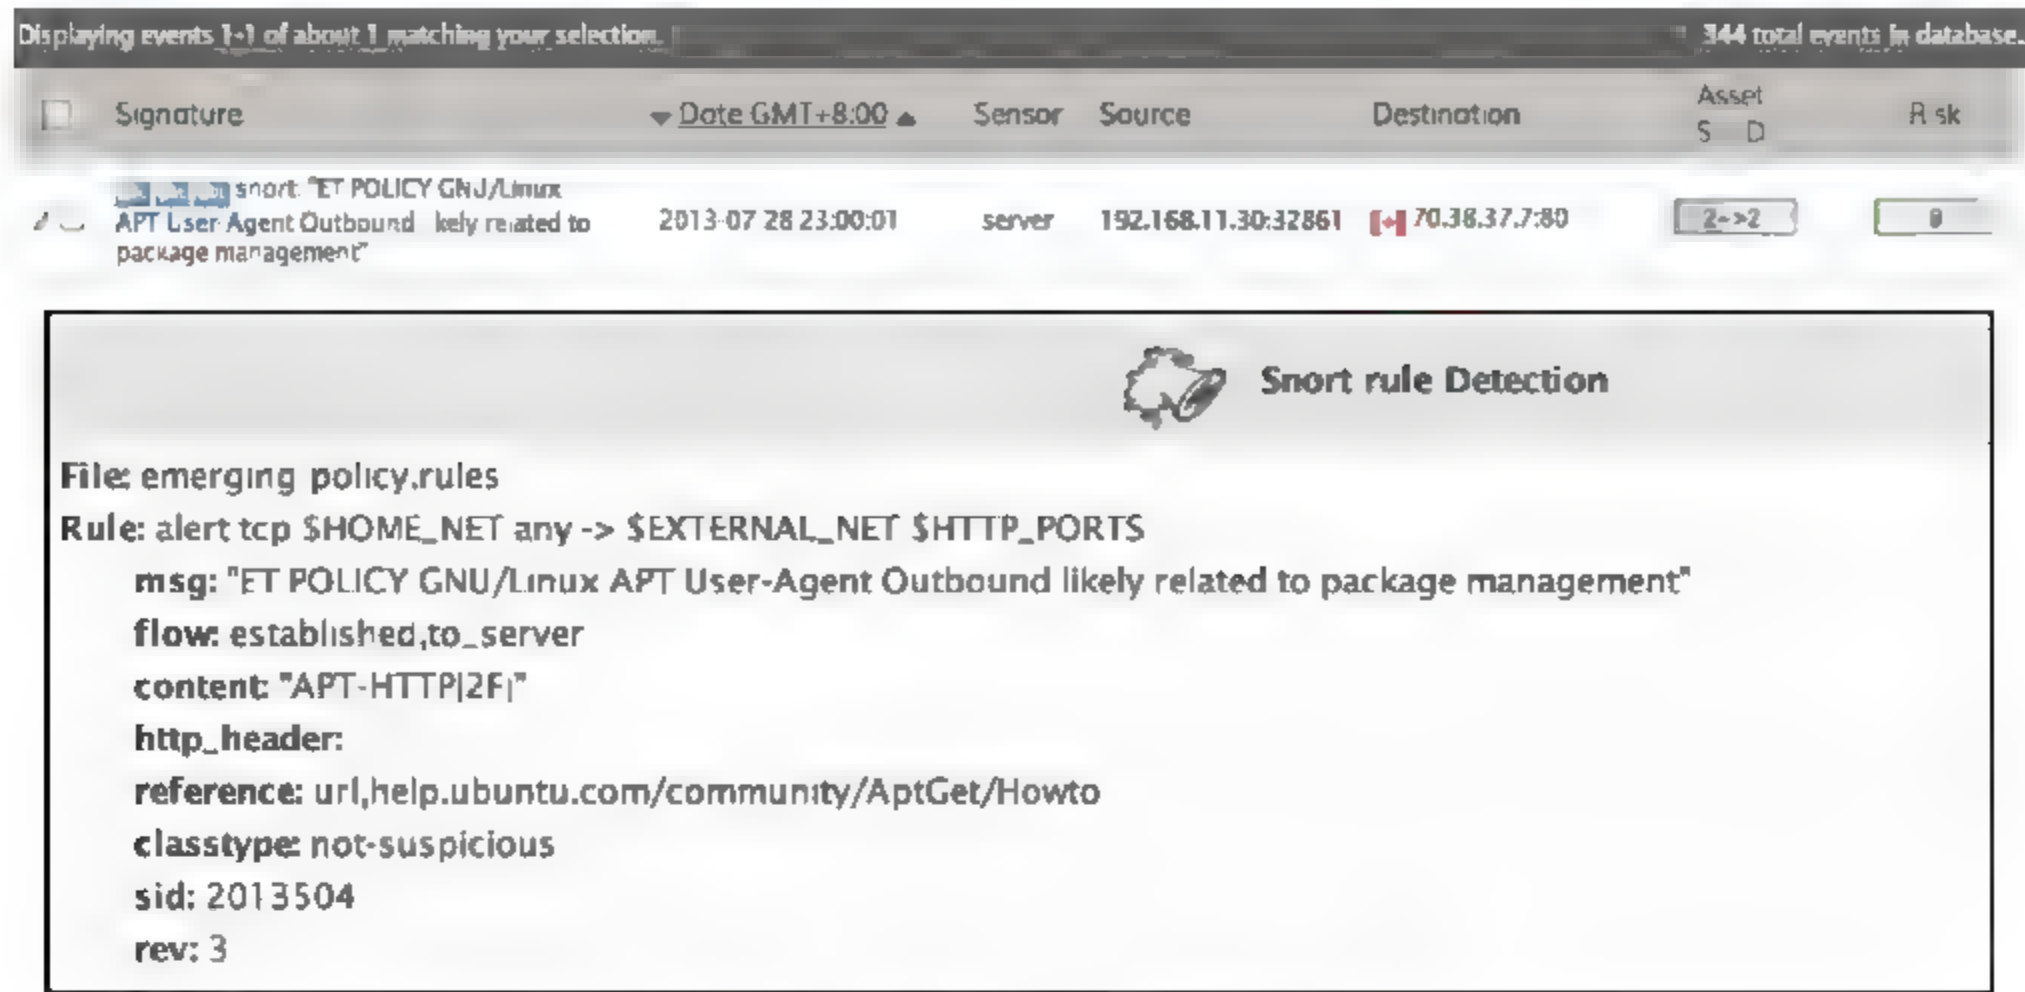 Displaying events 1-1 of about 1 matching your selection. 344 total events in database.
Signature Date GMT+8:00 Sensor Source Destination Asset S D Risk
snort: "ET POLICY GNU/Linux
APT User-Agent Outbound likely related to
package management"
2013-07-28 23:00:01 server 192.168.11.30:32861 70.38.37.7:80 2->2 0
Snort rule Detection
File: emerging policy.rules
Rule: alert tcp $HOME_NET any -> $EXTERNAL_NET $HTTP_PORTS
msg: "ET POLICY GNU/Linux APT User-Agent Outbound likely related to package management"
flow: established,to_server
content: "APT-HTTP|2F|"
http_header:
reference: url,help.ubuntu.com/community/AptGet/Howto
classtype: not-suspicious
sid: 2013504
rev: 3